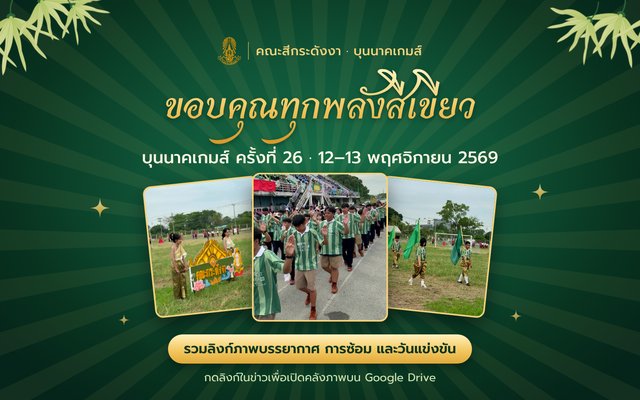 คณะสีกระดังงา · บุนนาคเกมส์
ขอบคุณทุกพลังสีเขียว
บุนนาคเกมส์ ครั้งที่ 26 · 12–13 พฤศจิกายน 2569
รวมลิงก์ภาพบรรยากาศ การซ้อม และวันแข่งขัน
กดลิงก์ในข่าวเพื่อเปิดคลังภาพบน Google Drive